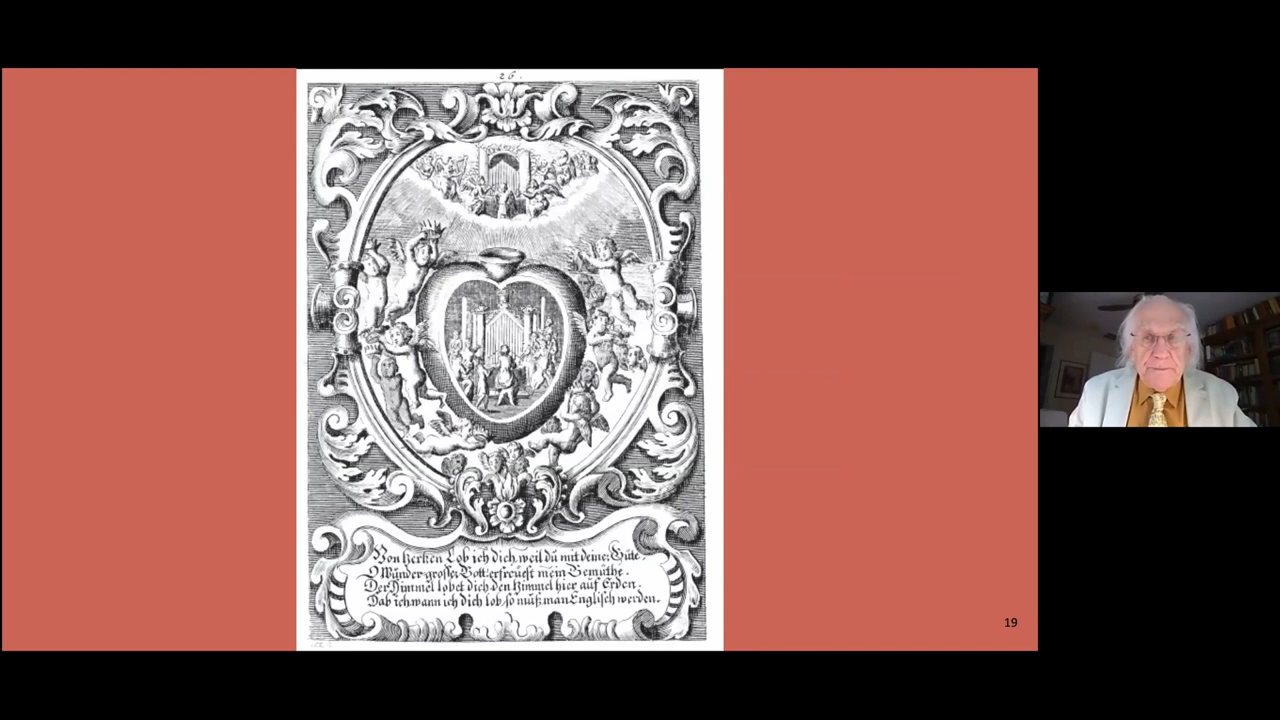 26.
Von Hertzen Lob ich dich, weil du mit deiner Güte,
O Wunder-grosser Gott erfreuest mein Gemüthe.
Der Himmel lobet dich den Himmel hier auf Erden.
Hab ich, wann ich dich lob, so muß man Englisch werden.
19